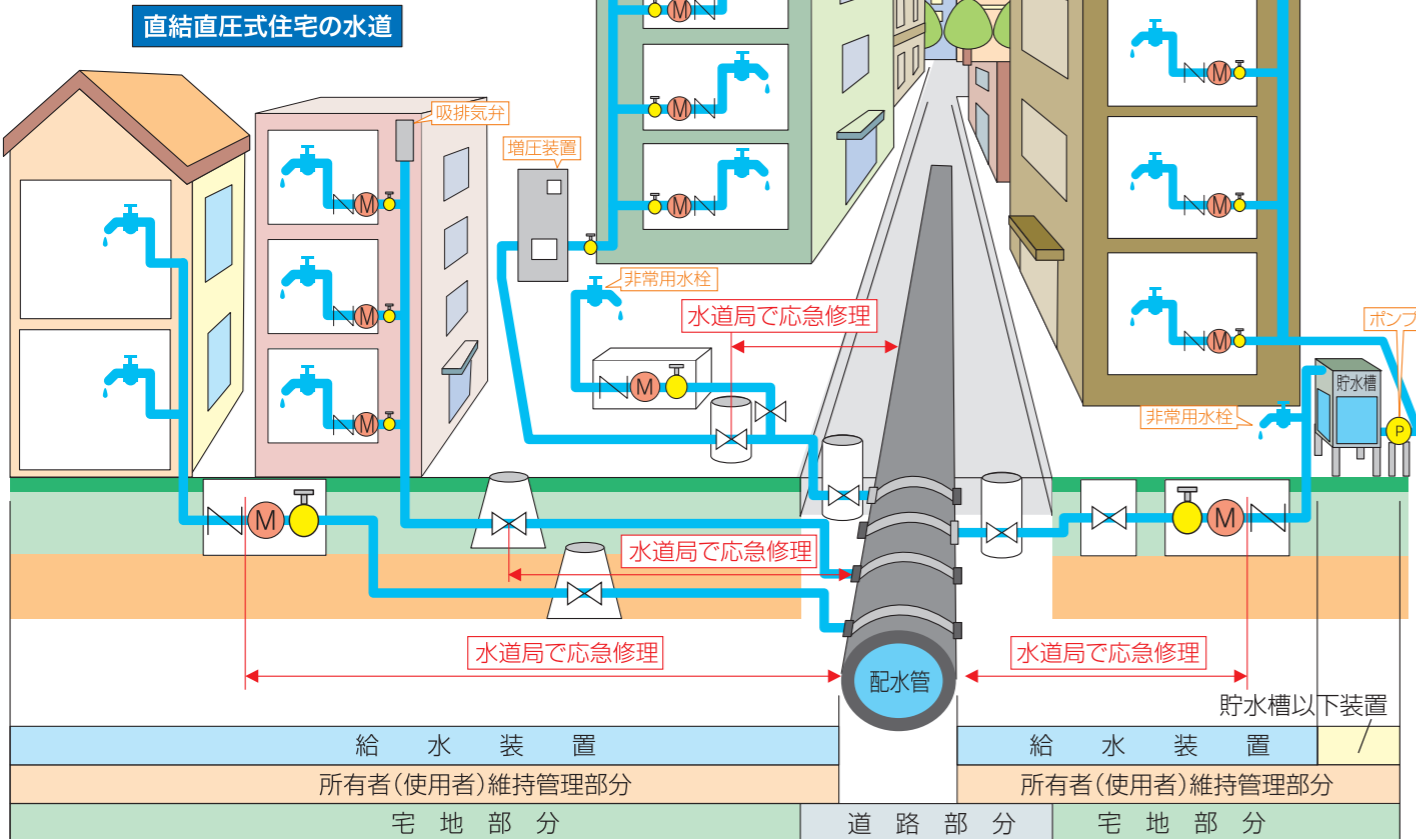 直結直圧式住宅の水道
吸排気弁
増圧装置
非常用水栓
水道局で応急修理
ポンプ
貯水槽
非常用水栓
P
M
M
M
M
M
M
M
M
M
M
M
M
M
水道局で応急修理
水道局で応急修理
水道局で応急修理
配水管
貯水槽以下装置
給水装置
給水装置
所有者(使用者)維持管理部分
所有者(使用者)維持管理部分
宅地部分
道路部分
宅地部分